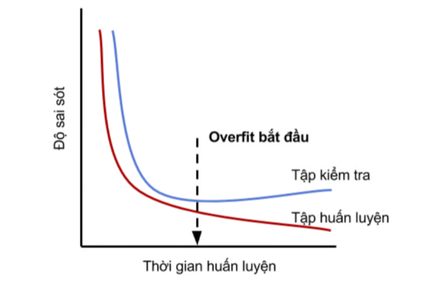 Độ sai sót
Overfit bắt đầu
Tập kiểm tra
Tập huấn luyện
Thời gian huấn luyện